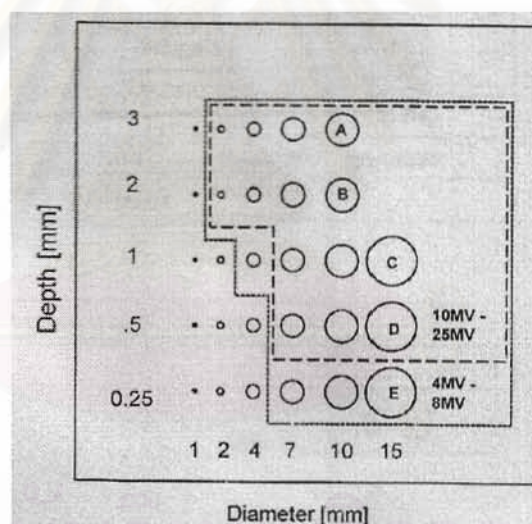 3
A
2
B
1
C
Depth [mm]
.5
D
10MV -
25MV
0.25
E
4MV -
8MV
1 2 4 7 10 15
Diameter [mm]